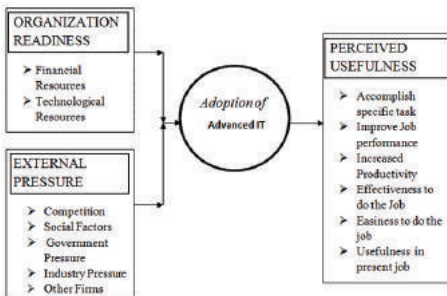 ORGANIZATION
READINESS
➢ Financial
Resources
➢ Technological
Resources
EXTERNAL
PRESSURE
➢ Competition
➢ Social Factors
➢ Government
Pressure
➢ Industry Pressure
➢ Other Firms
Adoption of
Advanced IT
PERCEIVED
USEFULNESS
➢ Accomplish
specific task
➢ Improve Job
performance
➢ Increased
Productivity
➢ Effectiveness to
do the Job
➢ Easiness to do the
job
➢ Usefulness in
present job